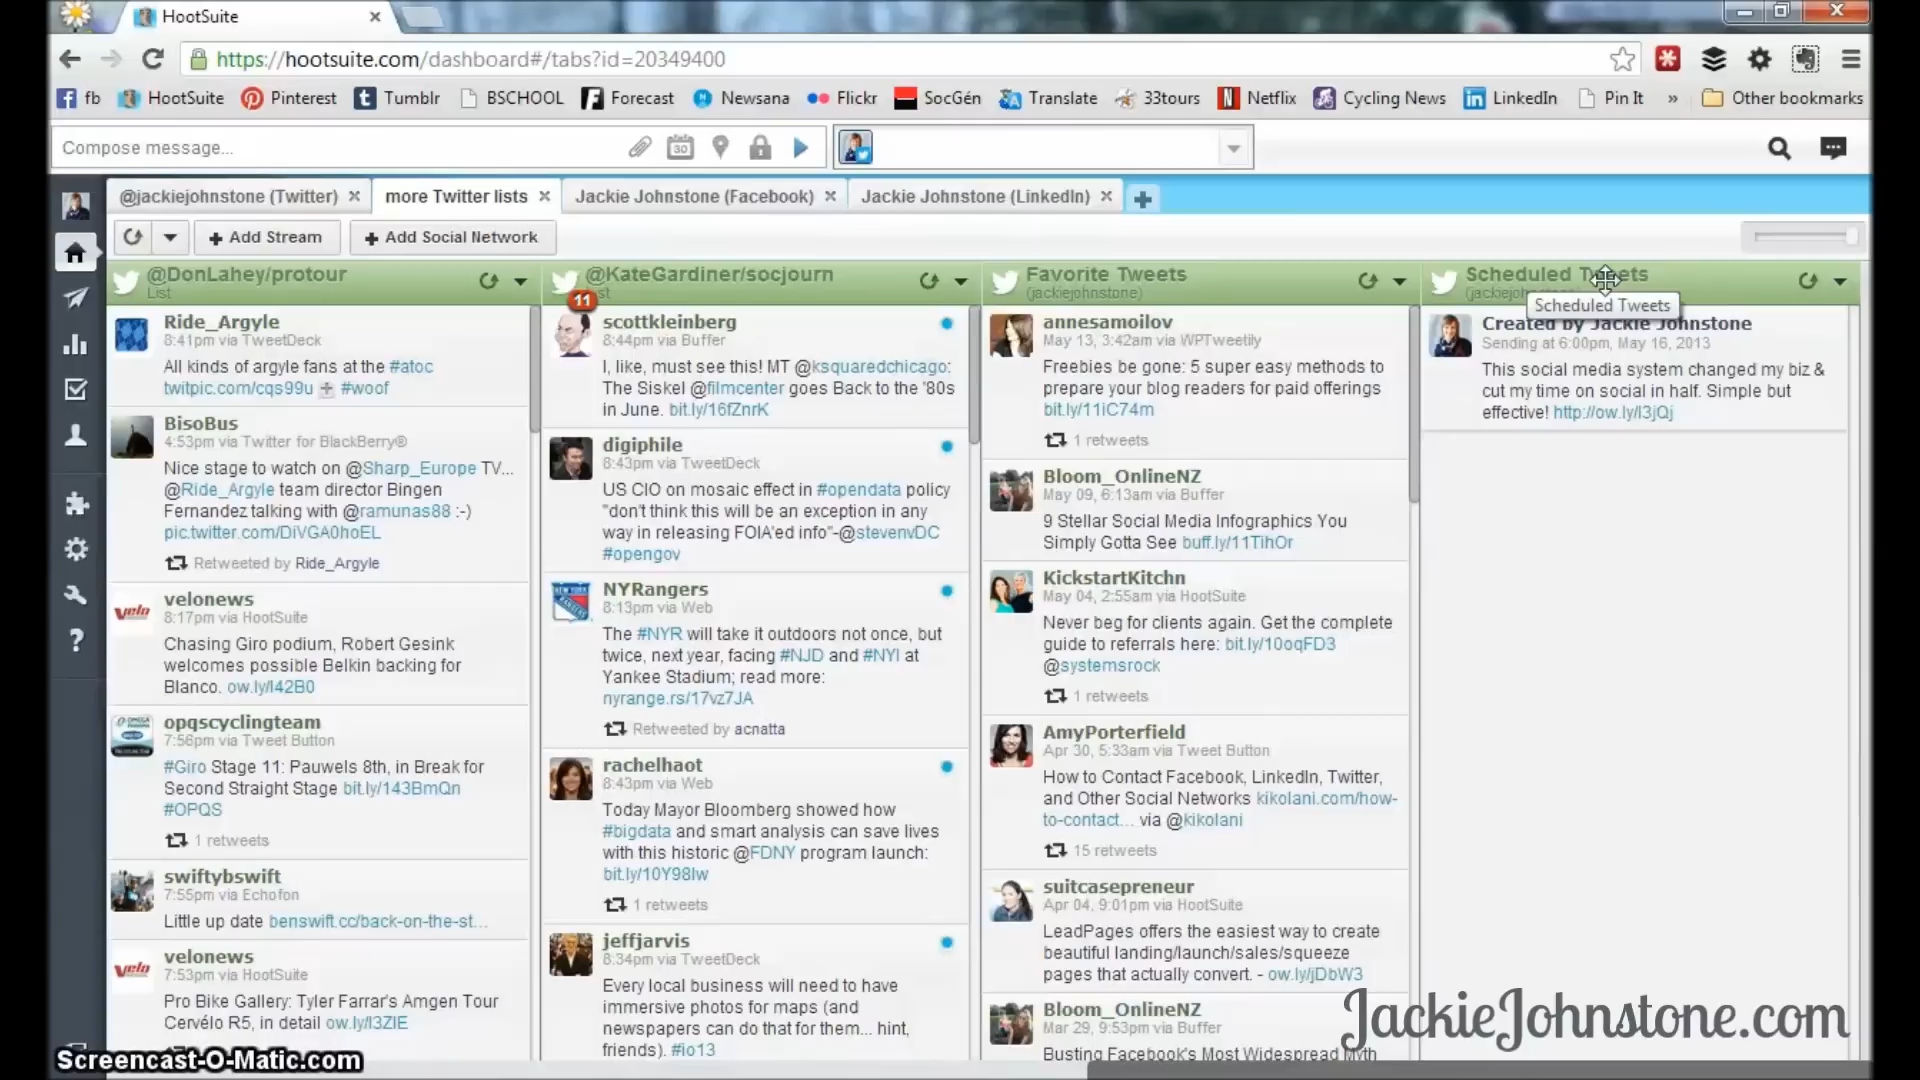 HootSuite
https://hootsuite.com/dashboard#/tabs?id=20349400
fb HootSuite Pinterest Tumblr BSCHOOL Forecast Newsana Flickr SocGén Translate 33tours Netflix Cycling News LinkedIn Pin It » Other bookmarks
Compose message...
30
@jackiejohnstone (Twitter) more Twitter lists Jackie Johnstone (Facebook) Jackie Johnstone (LinkedIn)
Add Stream Add Social Network
@DonLahey/protour
List
Ride_Argyle
8:41pm via TweetDeck
All kinds of argyle fans at the #atoc
twitpic.com/cqs99u #woof
BisoBus
4:53pm via Twitter for BlackBerry®
Nice stage to watch on @Sharp_Europe TV...
@Ride_Argyle team director Bingen
Fernandez talking with @ramunas88 :-)
pic.twitter.com/DiVGA0hoEL
Retweeted by Ride_Argyle
velonews
8:17pm via HootSuite
Chasing Giro podium, Robert Gesink
welcomes possible Belkin backing for
Blanco. ow.ly/l42B0
opqscyclingteam
7:56pm via Tweet Button
#Giro Stage 11: Pauwels 8th, in Break for
Second Straight Stage bit.ly/143BmQn
#OPQS
1 retweets
swiftybswift
7:55pm via Echofon
Little up date benswift.cc/back-on-the-st...
velonews
7:53pm via HootSuite
Pro Bike Gallery: Tyler Farrar's Amgen Tour
Cervélo R5, in detail ow.ly/l3ZIE
@KateGardiner/socjourn
11
scottkleinberg
8:44pm via Buffer
I, like, must see this! MT @ksquaredchicago:
The Siskel @filmcenter goes Back to the '80s
in June. bit.ly/16fZnrK
digiphile
8:43pm via TweetDeck
US CIO on mosaic effect in #opendata policy
"don't think this will be an exception in any
way in releasing FOIA'ed info"-@stevenvDC
#opengov
NYRangers
8:13pm via Web
The #NYR will take it outdoors not once, but
twice, next year, facing #NJD and #NYI at
Yankee Stadium; read more:
nyrange.rs/17vz7JA
Retweeted by acnatta
rachelhaot
8:43pm via Web
Today Mayor Bloomberg showed how
#bigdata and smart analysis can save lives
with this historic @FDNY program launch:
bit.ly/10Y98Iw
1 retweets
jeffjarvis
8:34pm via TweetDeck
Every local business will need to have
immersive photos for maps (and
newspapers can do that for them... hint,
friends). #io13
Favorite Tweets
(jackiejohnstone)
annesamoilov
May 13, 3:42am via WPTweetily
Freebies be gone: 5 super easy methods to
prepare your blog readers for paid offerings
bit.ly/11iC74m
1 retweets
Bloom_OnlineNZ
May 09, 6:13am via Buffer
9 Stellar Social Media Infographics You
Simply Gotta See buff.ly/11TihOr
KickstartKitchn
May 04, 2:55am via HootSuite
Never beg for clients again. Get the complete
guide to referrals here: bit.ly/10oqFD3
@systemsrock
1 retweets
AmyPorterfield
Apr 30, 5:33am via Tweet Button
How to Contact Facebook, LinkedIn, Twitter,
and Other Social Networks kikolani.com/how-
to-contact... via @kikolani
15 retweets
suitcasepreneur
Apr 04, 9:01pm via HootSuite
LeadPages offers the easiest way to create
beautiful landing/launch/sales/squeeze
pages that actually convert. - ow.ly/jDbW3
Bloom_OnlineNZ
Mar 29, 9:53pm via Buffer
Busting Facebook's Most Widespread Myth
Scheduled Tweets
Scheduled Tweets
Created by Jackie Johnstone
Sending at 6:00pm, May 16, 2013
This social media system changed my biz &
cut my time on social in half. Simple but
effective! http://ow.ly/l3jQj
JackieJohnstone.com
Screencast-O-Matic.com